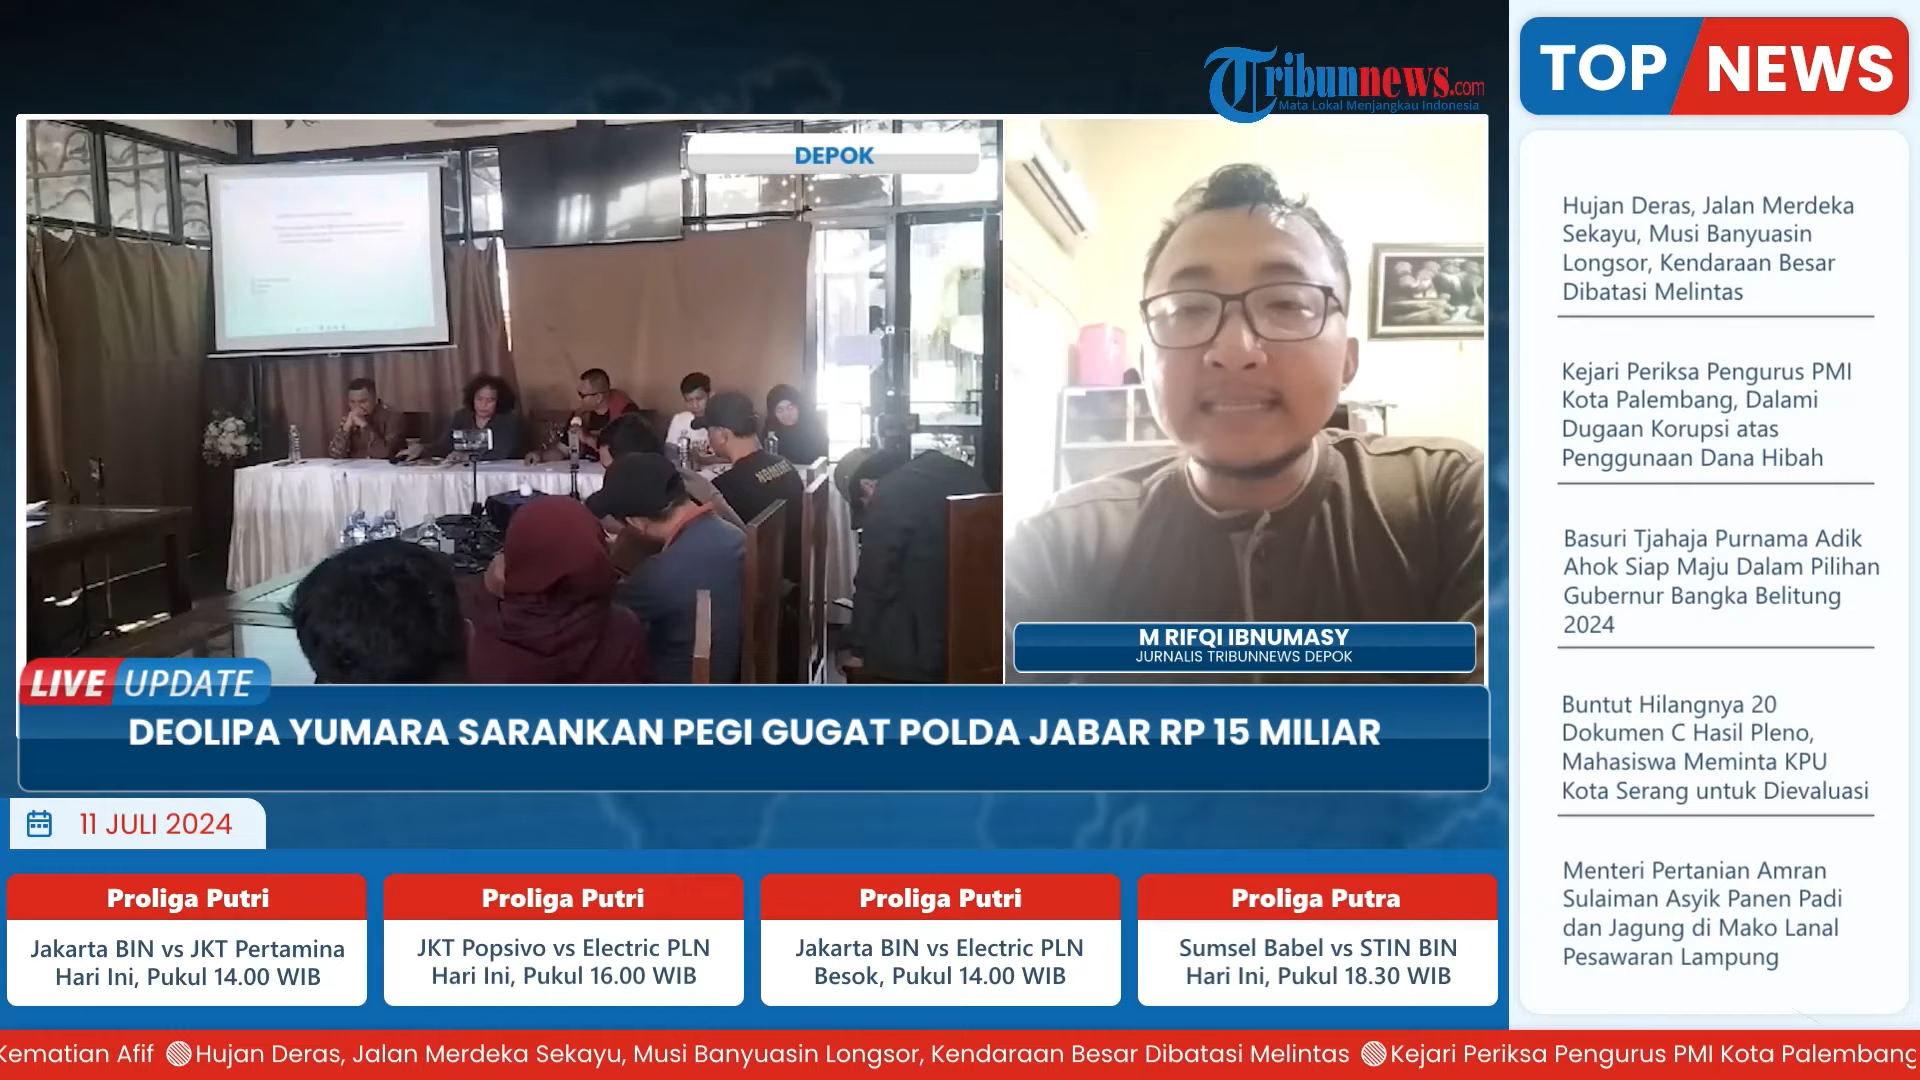 Tribunnews.com
Mata Lokal Menjangkau Indonesia
DEPOK
M RIFQI IBNUMASY
JURNALIS TRIBUNNEWS DEPOK
LIVE UPDATE
DEOLIPA YUMARA SARANKAN PEGI GUGAT POLDA JABAR RP 15 MILIAR
11 JULI 2024
Proliga Putri
Jakarta BIN vs JKT Pertamina
Hari Ini, Pukul 14.00 WIB
Proliga Putri
JKT Popsivo vs Electric PLN
Hari Ini, Pukul 16.00 WIB
Proliga Putri
Jakarta BIN vs Electric PLN
Besok, Pukul 14.00 WIB
Proliga Putra
Sumsel Babel vs STIN BIN
Hari Ini, Pukul 18.30 WIB
TOP NEWS
Hujan Deras, Jalan Merdeka
Sekayu, Musi Banyuasin
Longsor, Kendaraan Besar
Dibatasi Melintas
Kejari Periksa Pengurus PMI
Kota Palembang, Dalami
Dugaan Korupsi atas
Penggunaan Dana Hibah
Basuri Tjahaja Purnama Adik
Ahok Siap Maju Dalam Pilihan
Gubernur Bangka Belitung
2024
Buntut Hilangnya 20
Dokumen C Hasil Pleno,
Mahasiswa Meminta KPU
Kota Serang untuk Dievaluasi
Menteri Pertanian Amran
Sulaiman Asyik Panen Padi
dan Jagung di Mako Lanal
Pesawaran Lampung
Kematian Afif Hujan Deras, Jalan Merdeka Sekayu, Musi Banyuasin Longsor, Kendaraan Besar Dibatasi Melintas Kejari Periksa Pengurus PMI Kota Palembang